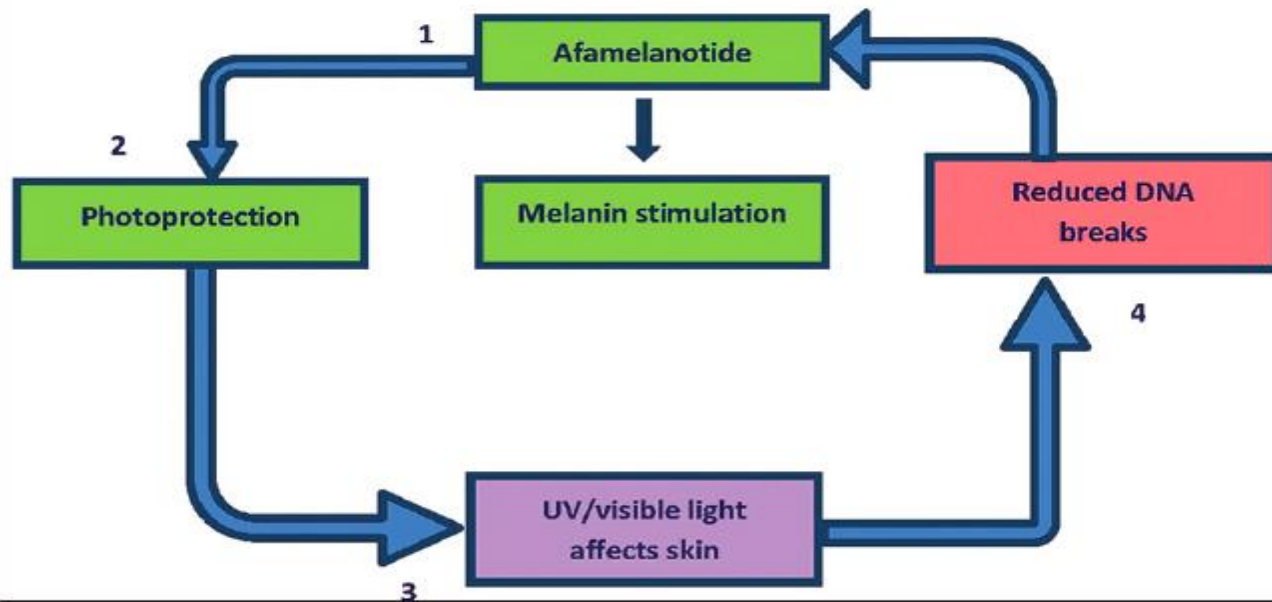 1
Afamelanotide
2
Photoprotection
Melanin stimulation
Reduced DNA
breaks
4
UV/visible light
affects skin
3